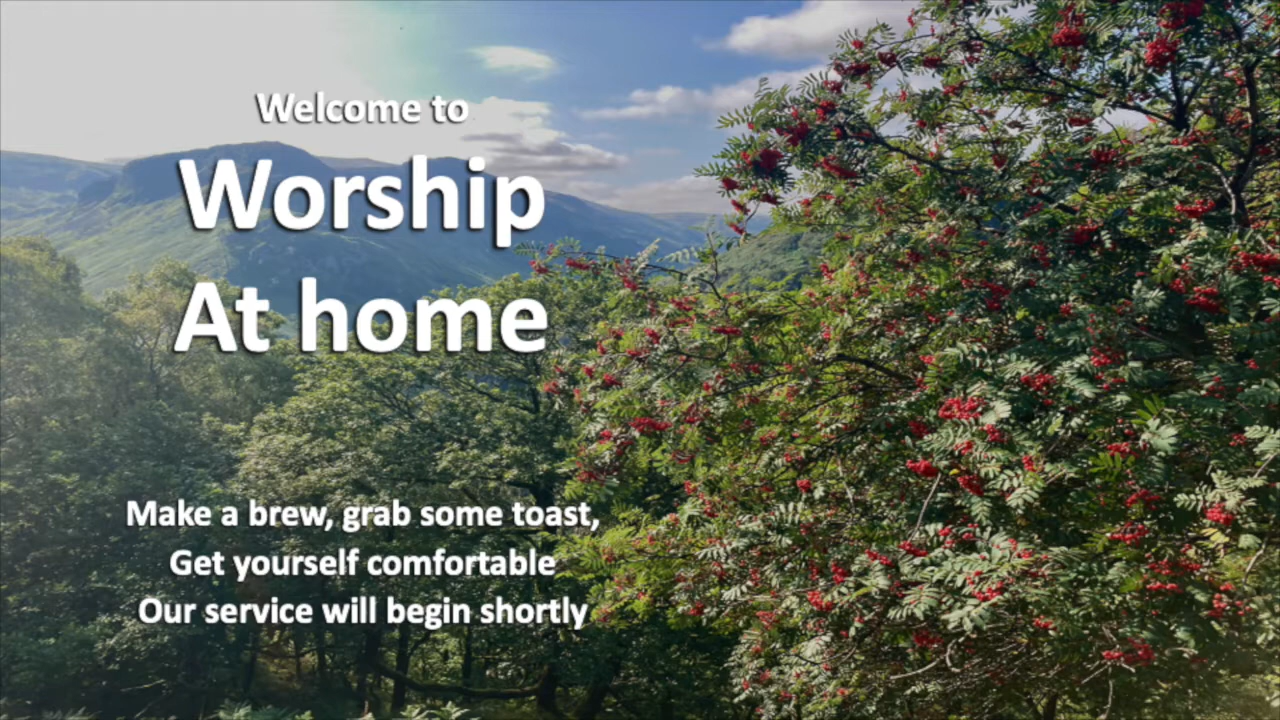 Welcome to
Worship
At home
Make a brew, grab some toast,
Get yourself comfortable
Our service will begin shortly